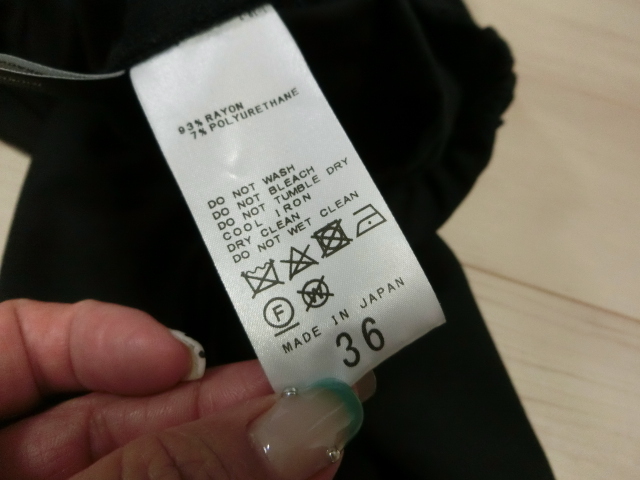 93% RAYON
7% POLYURETHANE
DO NOT WASH
DO NOT BLEACH
DO NOT TUMBLE DRY
COOL IRON
DRY CLEAN
DO NOT WET CLEAN
F W
MADE IN JAPAN
36